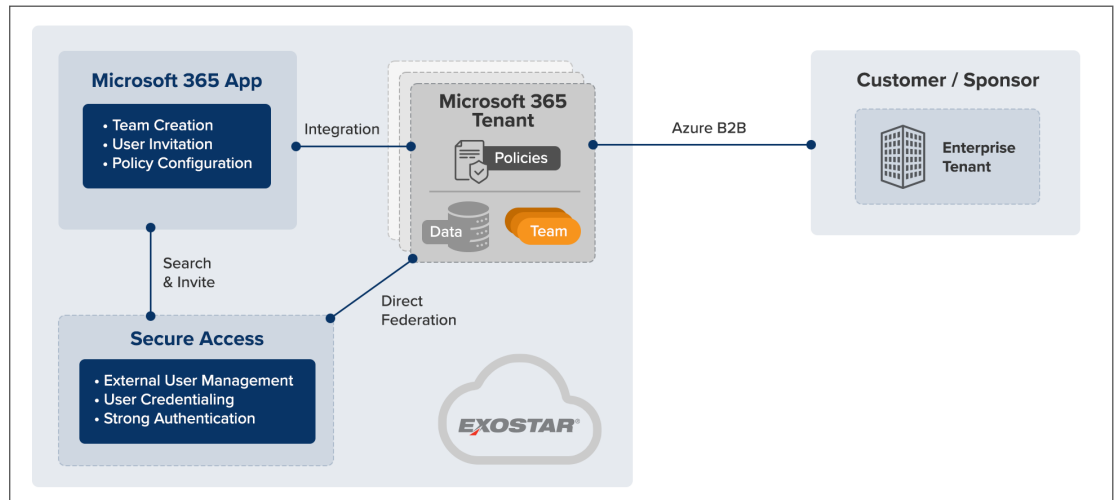 Microsoft 365 App
• Team Creation
• User Invitation
• Policy Configuration
Integration
Microsoft 365
Tenant
Policies
Data
Team
Azure B2B
Customer / Sponsor
Enterprise
Tenant
Search
& Invite
Direct
Federation
Secure Access
• External User Management
• User Credentialing
• Strong Authentication
EXOSTAR®